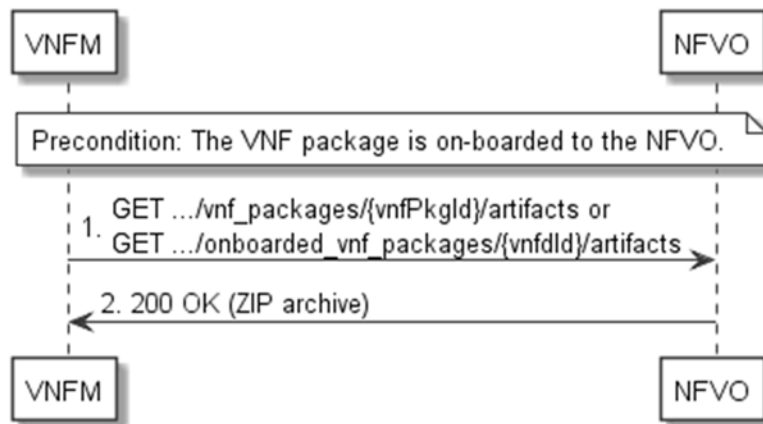 VNFM
NFVO
Precondition: The VNF package is on-boarded to the NFVO.
1. GET .../vnf_packages/{vnfPkgId}/artifacts or
GET .../onboarded_vnf_packages/{vnfdId}/artifacts
2. 200 OK (ZIP archive)
VNFM
NFVO